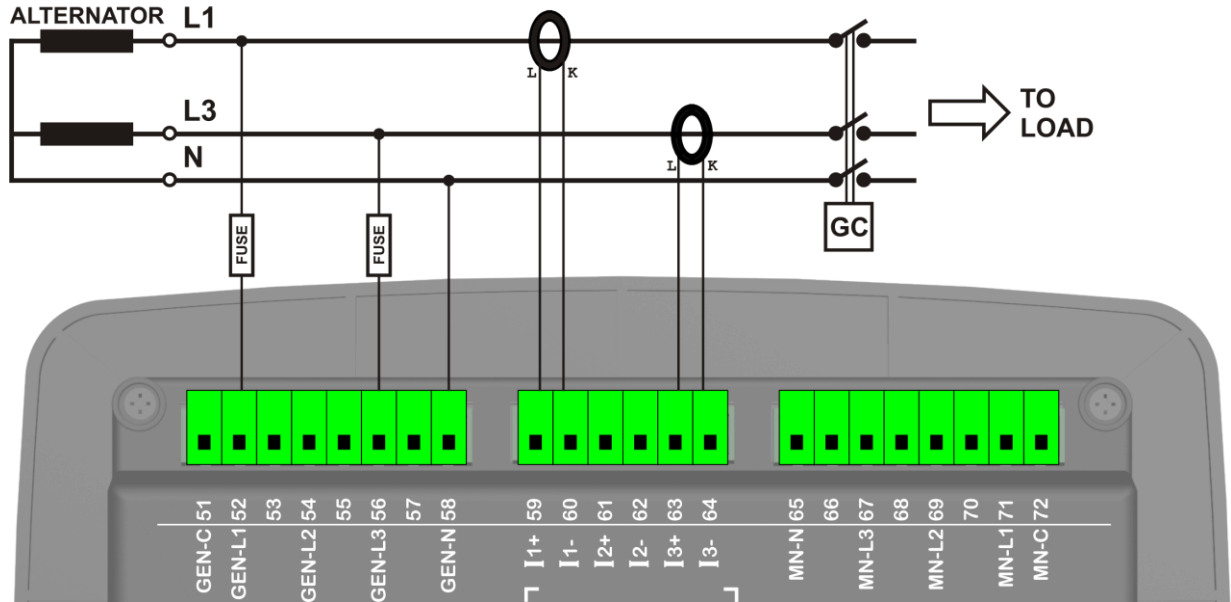 ALTERNATOR L1
L K
L3
TO
LOAD
L K
N
GC
FUSE
FUSE
GEN-C 51
GEN-L1 52
53
GEN-L2 54
55
GEN-L3 56
57
GEN-N 58
I1+ 59
I1- 60
I2+ 61
I2- 62
I3+ 63
I3- 64
MN-N 65
66
MN-L3 67
68
MN-L2 69
70
MN-L1 71
MN-C 72